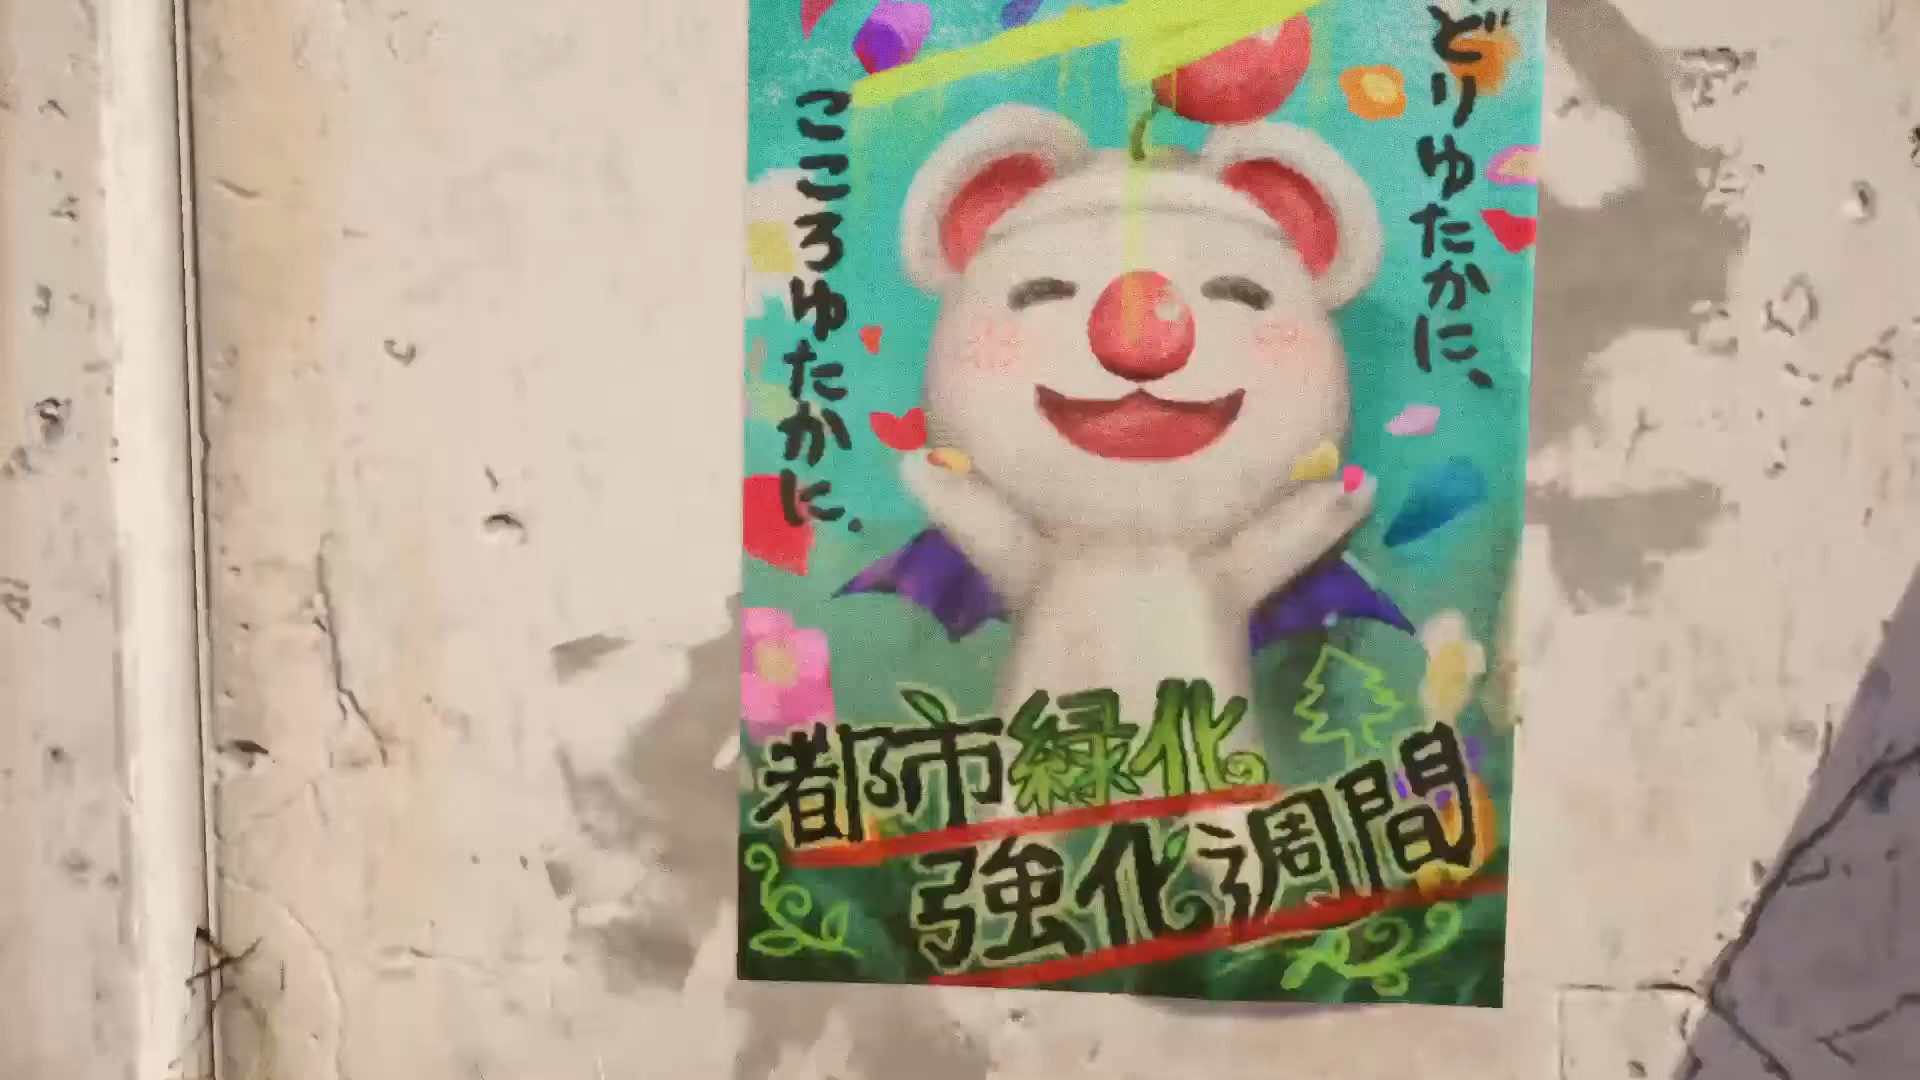 どりゆたかに、
こころゆたかに.
都市緑化
強化週間